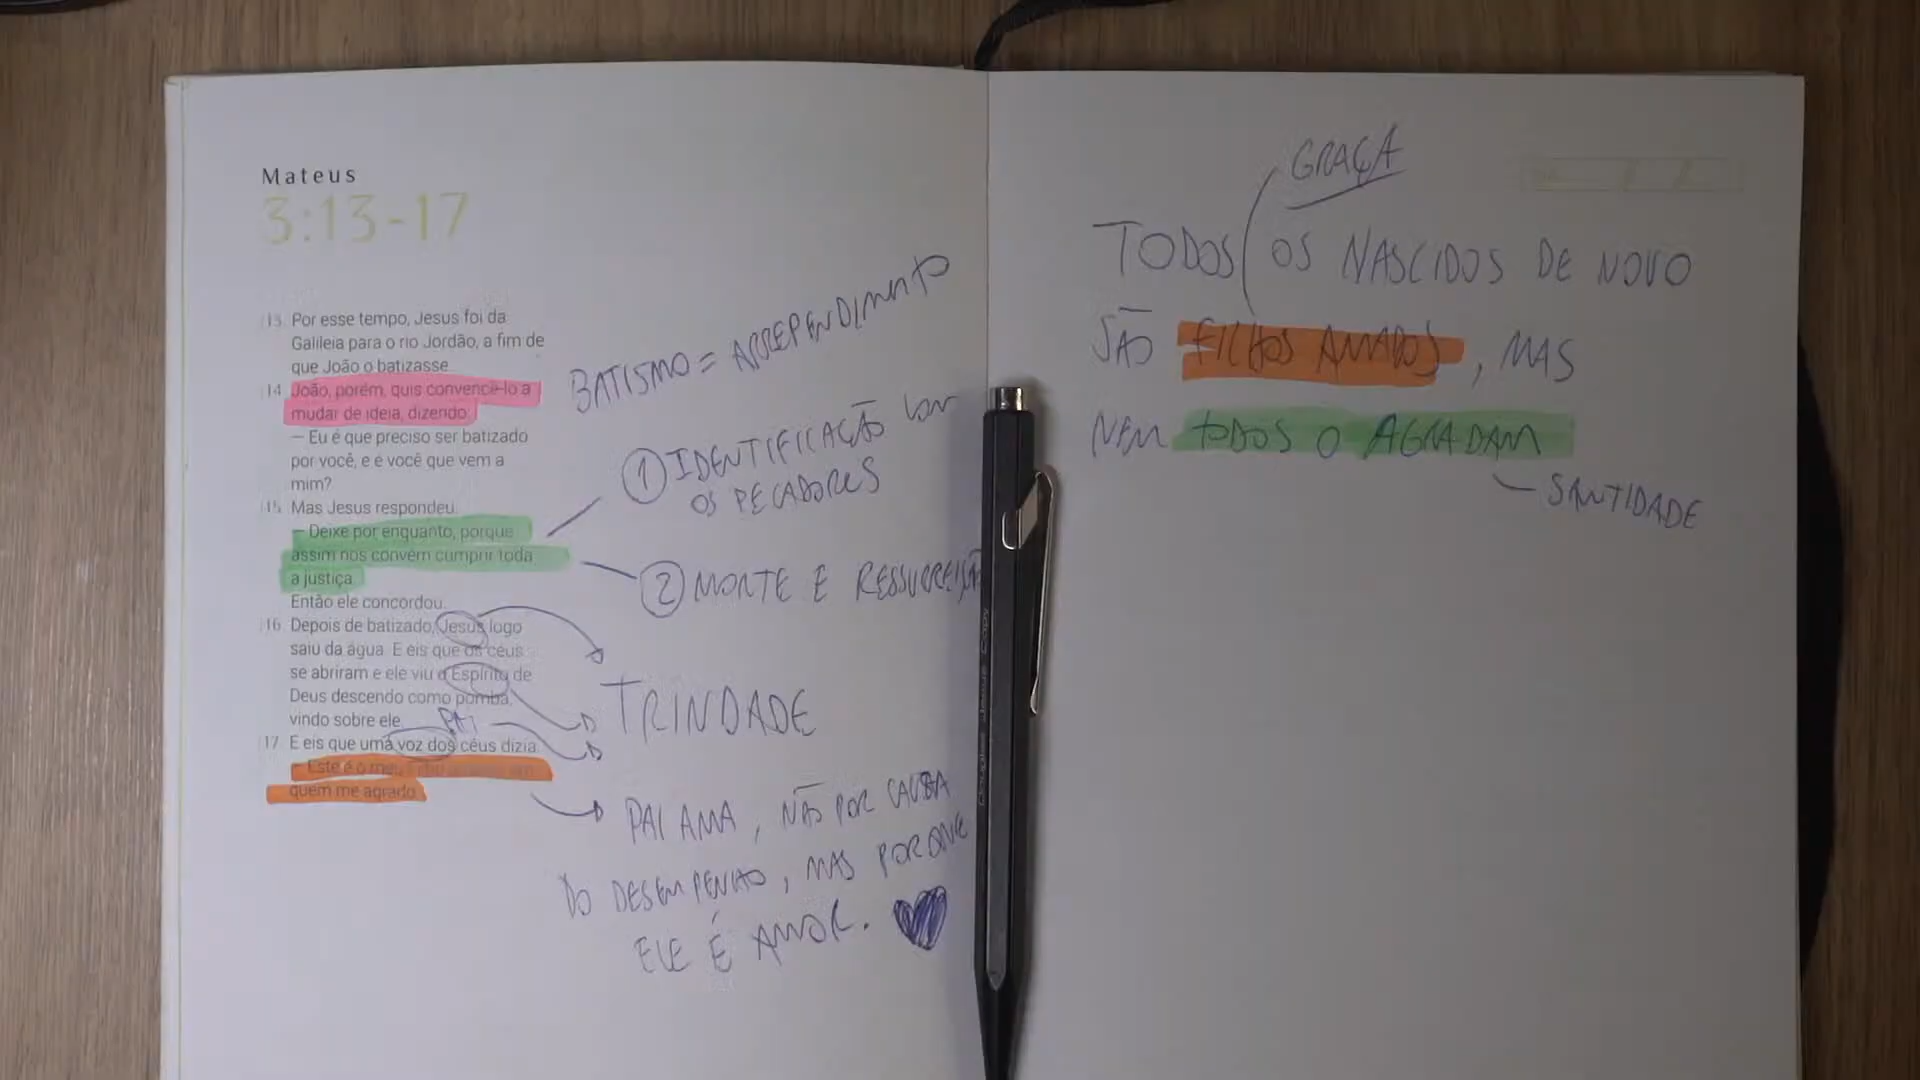 Mateus
3:13-17
13 Por esse tempo, Jesus foi da
Galileia para o rio Jordão, a fim de
que João o batizasse.
14 João, porém, quis convencê-lo a
mudar de ideia, dizendo:
— Eu é que preciso ser batizado
por você, e é você que vem a
mim?
15 Mas Jesus respondeu:
— Deixe por enquanto, porque
assim nos convém cumprir toda
a justiça.
Então ele concordou.
16 Depois de batizado, Jesus logo
saiu da água. E eis que os céus
se abriram e ele viu o Espírito de
Deus descendo como pomba,
vindo sobre ele.
PAI
17 E eis que uma voz dos céus dizia:
— Este é o meu
quem me agrado.
BATISMO = ARREPENDIMENTO
1 IDENTIFICAÇÃO COM
OS PECADORES
2 MORTE E RESSURREIÇÃ
TRINDADE
PAI AMA, NÃO POR CAUSA
DO DESEMPENHO, MAS PORQUE
ELE É AMOR.
GRAÇA
TODOS OS NASCIDOS DE NOVO
SÃO FILHOS AMADOS, MAS
NEM TODOS O AGRADAM
SANTIDADE